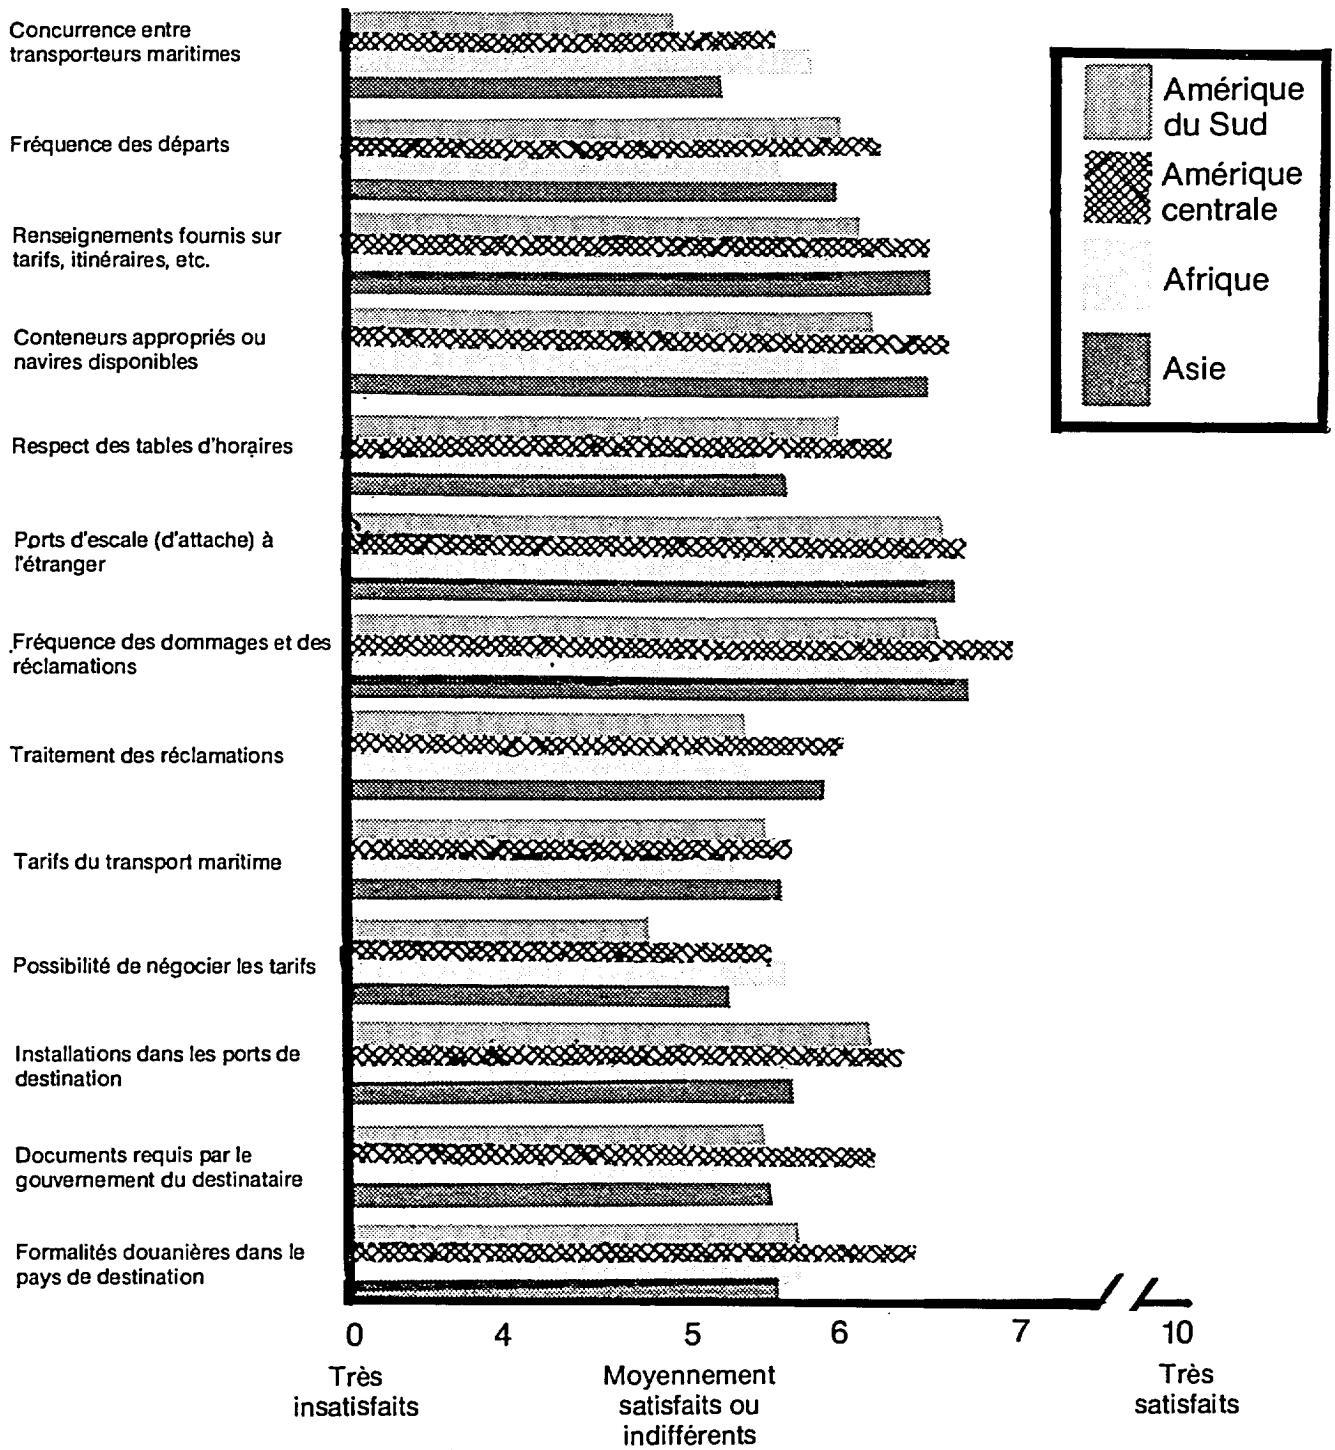 Concurrence entre
transporteurs maritimes
Fréquence des départs
Renseignements fournis sur
tarifs, itinéraires, etc.
Conteneurs appropriés ou
navires disponibles
Respect des tables d'horaires
Ports d'escale (d'attache) à
l'étranger
Fréquence des dommages et des
réclamations
Traitement des réclamations
Tarifs du transport maritime
Possibilité de négocier les tarifs
Installations dans les ports de
destination
Documents requis par le
gouvernement du destinataire
Formalités douanières dans le
pays de destination
Amérique
du Sud
Amérique
centrale
Afrique
Asie
0 4 5 6 7 10
Très
insatisfaits
Moyennement
satisfaits ou
indifférents
Très
satisfaits